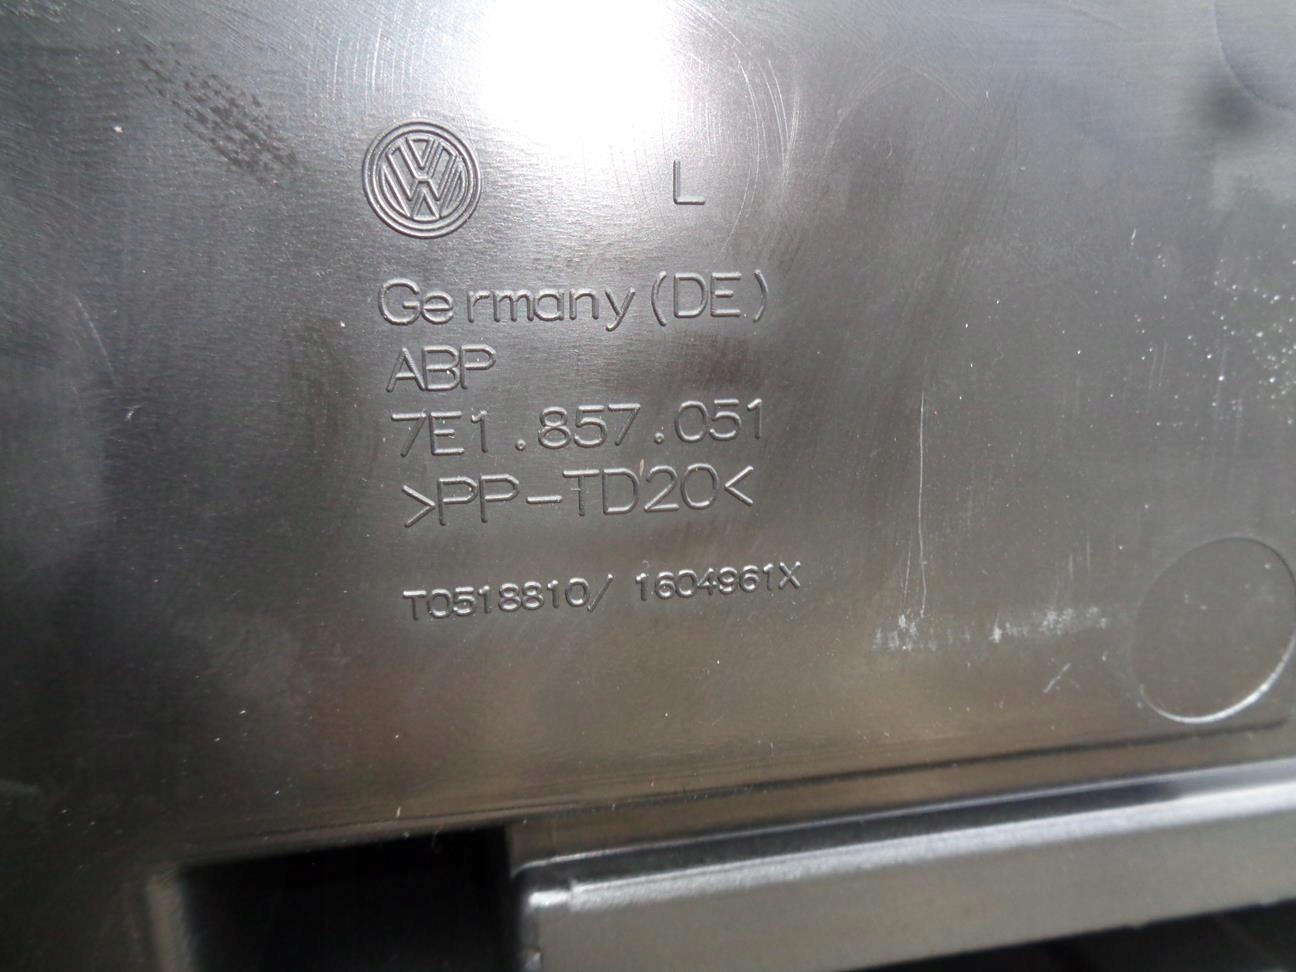 L
Germany (DE)
ABP
7E1.857.051
>PP-TD20<
T0518810/ 1604961X